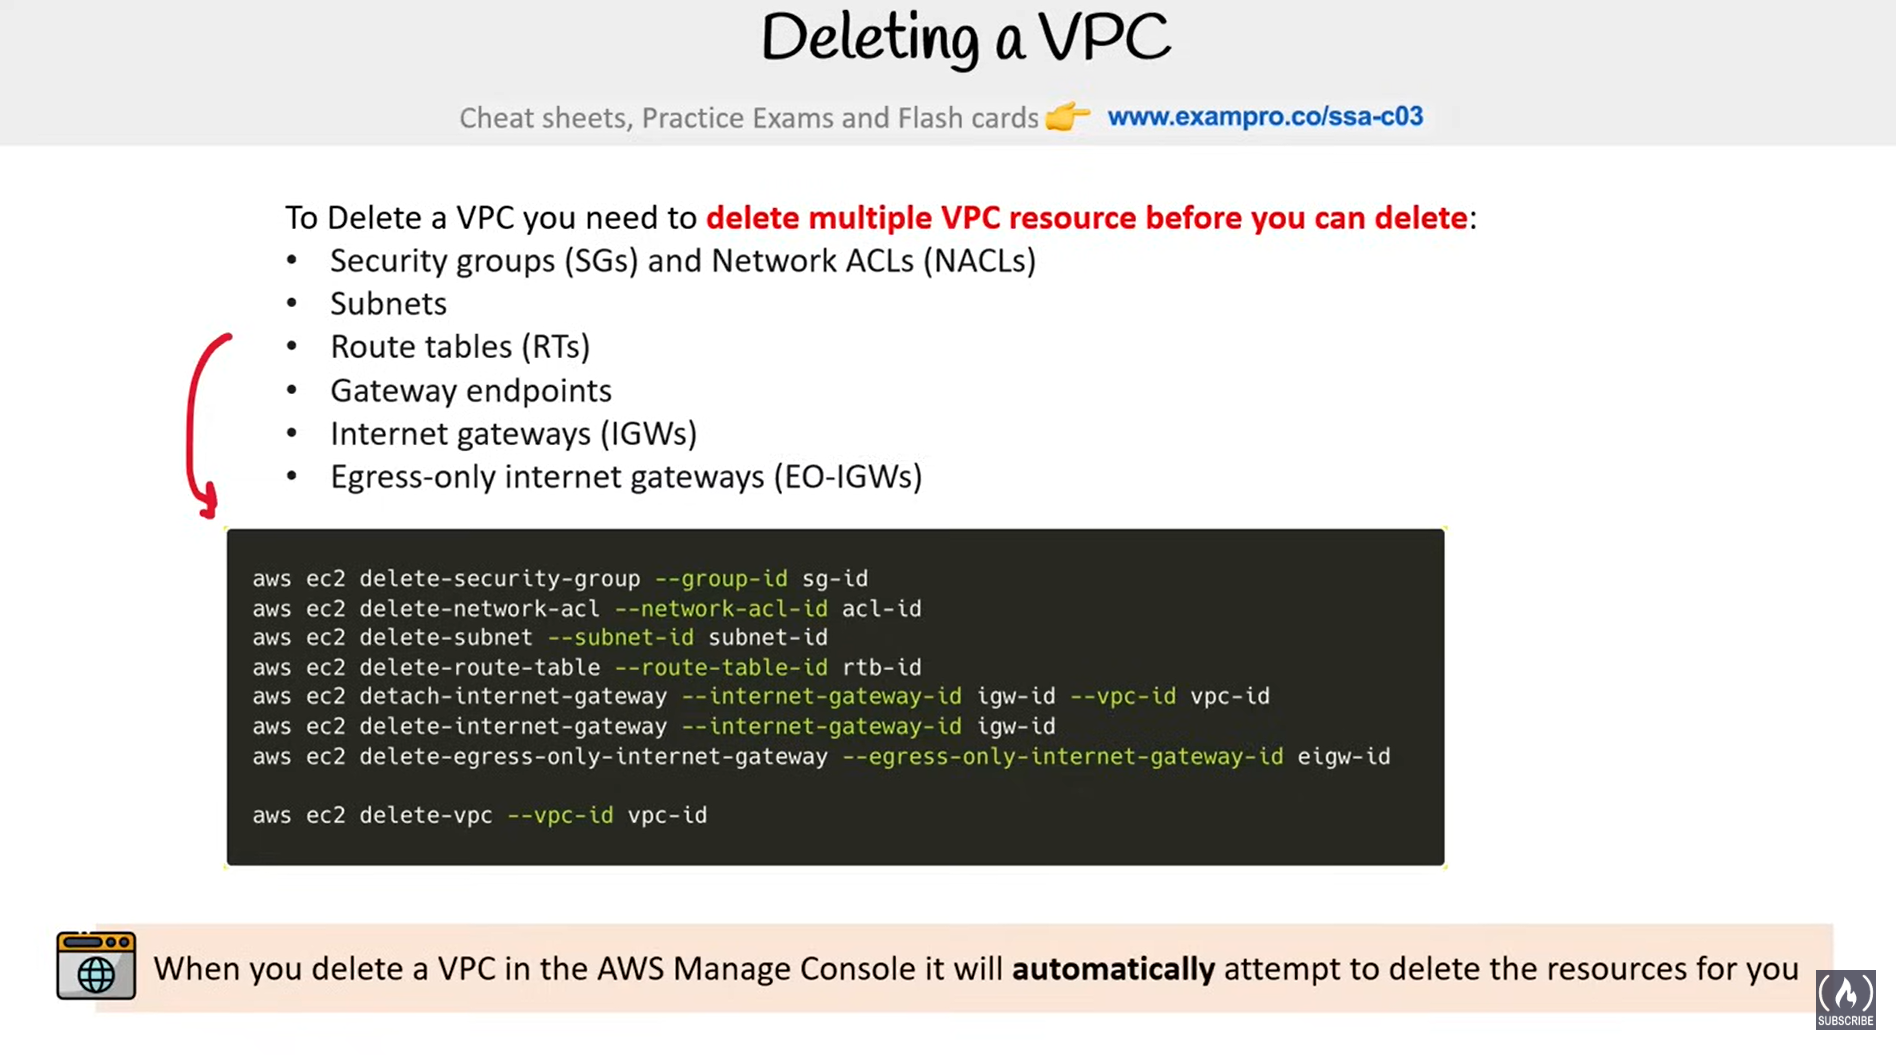 Deleting a VPC
Cheat sheets, Practice Exams and Flash cards 👉 www.exampro.co/ssa-c03
To Delete a VPC you need to delete multiple VPC resource before you can delete:
• Security groups (SGs) and Network ACLs (NACLs)
• Subnets
• Route tables (RTs)
• Gateway endpoints
• Internet gateways (IGWs)
• Egress-only internet gateways (EO-IGWs)
aws ec2 delete-security-group --group-id sg-id
aws ec2 delete-network-acl --network-acl-id acl-id
aws ec2 delete-subnet --subnet-id subnet-id
aws ec2 delete-route-table --route-table-id rtb-id
aws ec2 detach-internet-gateway --internet-gateway-id igw-id --vpc-id vpc-id
aws ec2 delete-internet-gateway --internet-gateway-id igw-id
aws ec2 delete-egress-only-internet-gateway --egress-only-internet-gateway-id eigw-id
aws ec2 delete-vpc --vpc-id vpc-id
When you delete a VPC in the AWS Manage Console it will automatically attempt to delete the resources for you
SUBSCRIBE